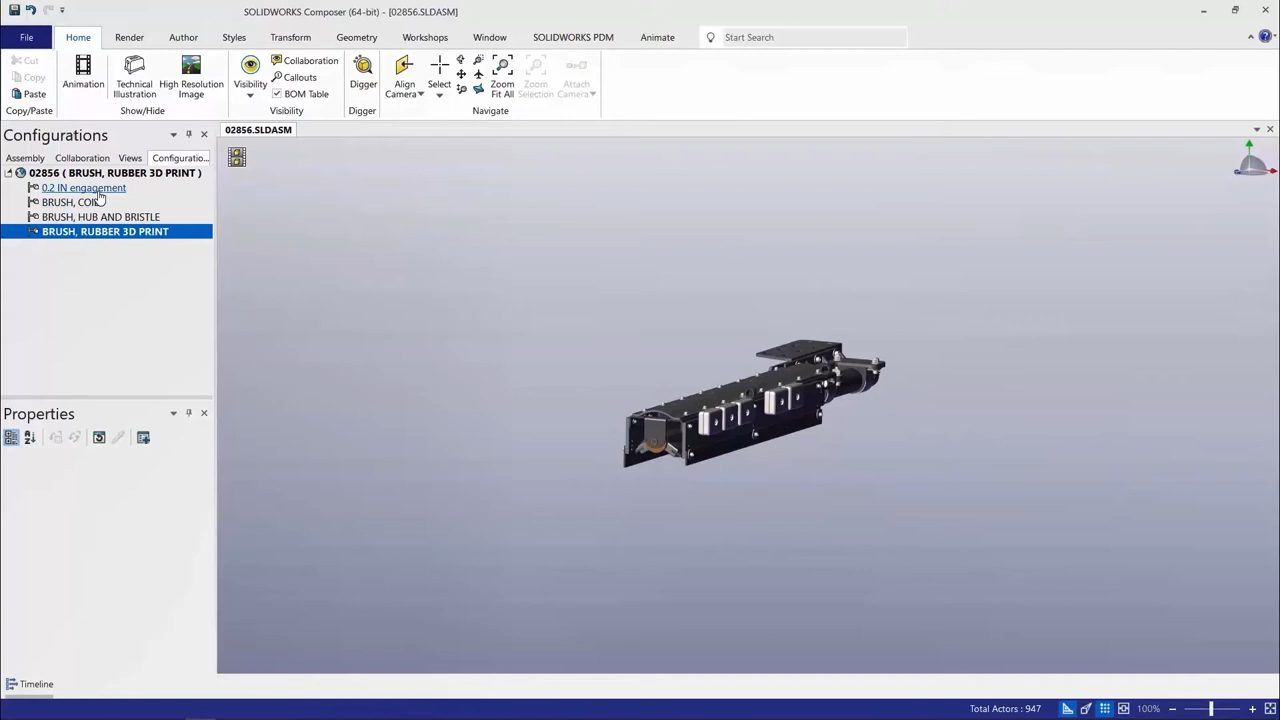 SOLIDWORKS Composer (64-bit) - [02856.SLDASM]
File Home Render Author Styles Transform Geometry Workshops Window SOLIDWORKS PDM Animate Start Search
Cut
Copy
Paste
Copy/Paste
Animation
Technical Illustration
High Resolution Image
Show/Hide
Visibility
Collaboration
Callouts
BOM Table
Visibility
Digger
Digger
Align Camera
Select
Zoom Fit All
Zoom Selection
Attach Camera
Navigate
Configurations
Assembly Collaboration Views Configuratio...
02856 ( BRUSH, RUBBER 3D PRINT )
0.2 IN engagement
BRUSH,
BRUSH, HUB AND BRISTLE
BRUSH, RUBBER 3D PRINT
02856.SLDASM
Properties
Timeline
Total Actors : 947 100%